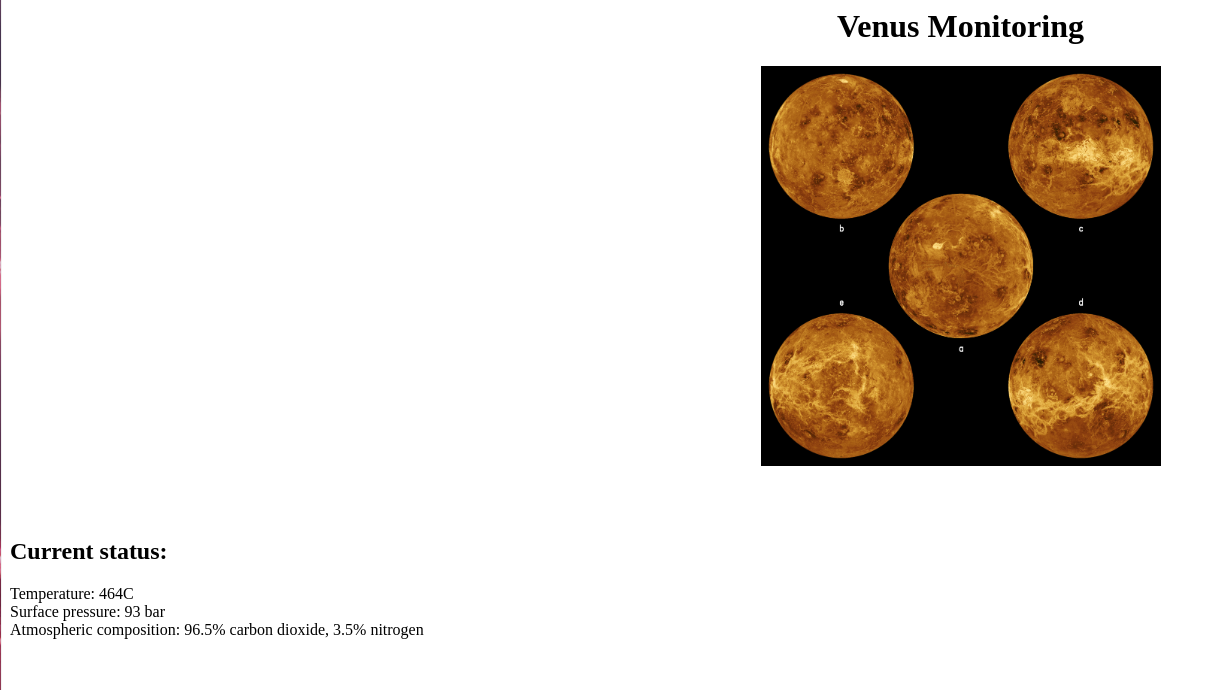 Venus Monitoring
b
c
e
d
a
Current status:
Temperature: 464C
Surface pressure: 93 bar
Atmospheric composition: 96.5% carbon dioxide, 3.5% nitrogen